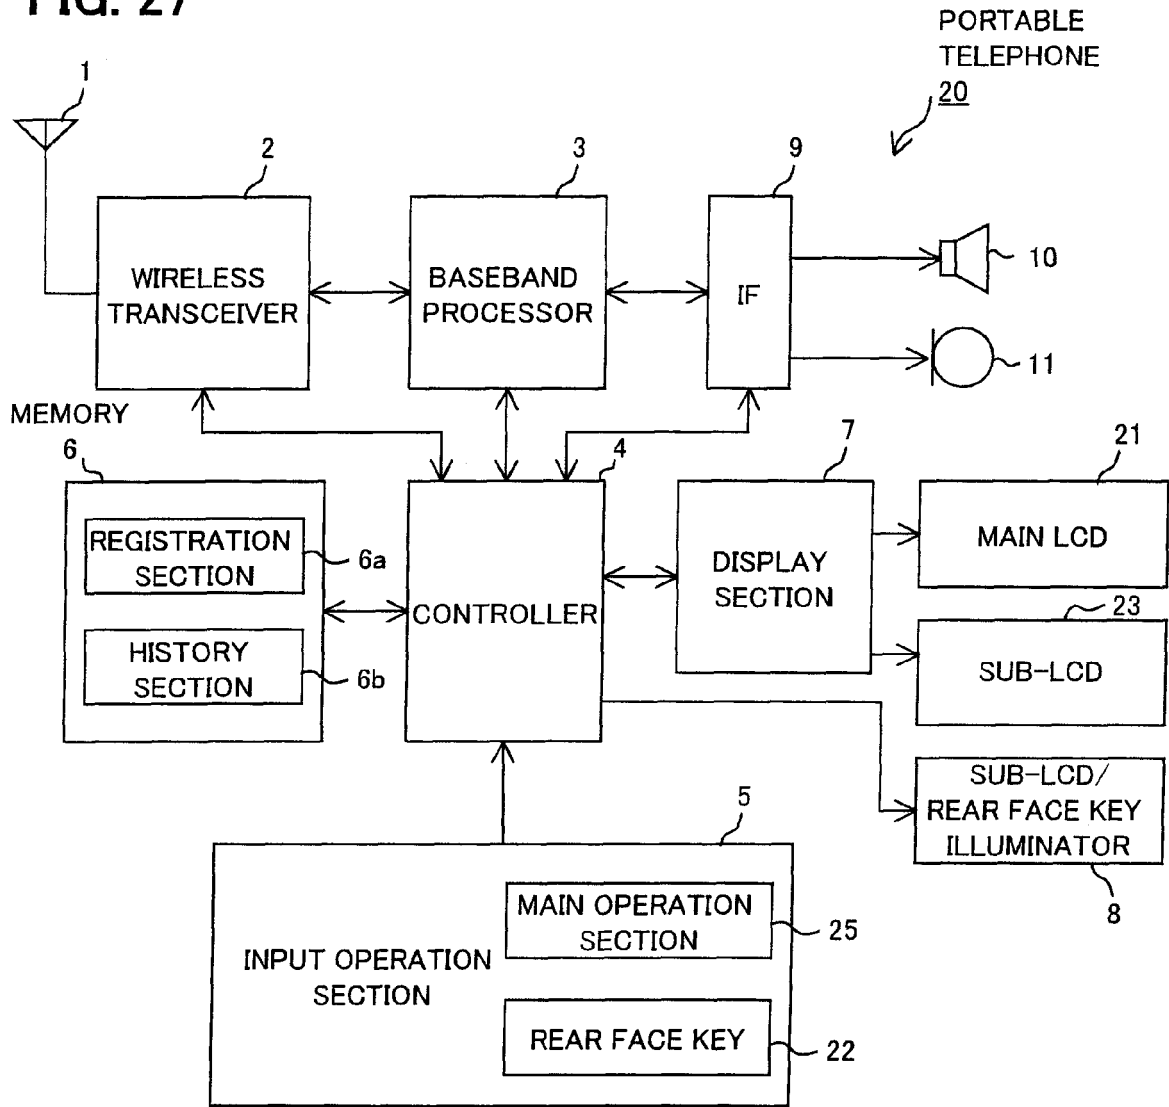 FIG. 27
PORTABLE
TELEPHONE
20
1
2
3
9
WIRELESS
TRANSCEIVER
BASEBAND
PROCESSOR
IF
10
11
MEMORY
6
4
7
21
REGISTRATION
SECTION
6a
HISTORY
SECTION
6b
CONTROLLER
DISPLAY
SECTION
MAIN LCD
23
SUB-LCD
SUB-LCD/
REAR FACE KEY
ILLUMINATOR
8
5
INPUT OPERATION
SECTION
MAIN OPERATION
SECTION
25
REAR FACE KEY
22